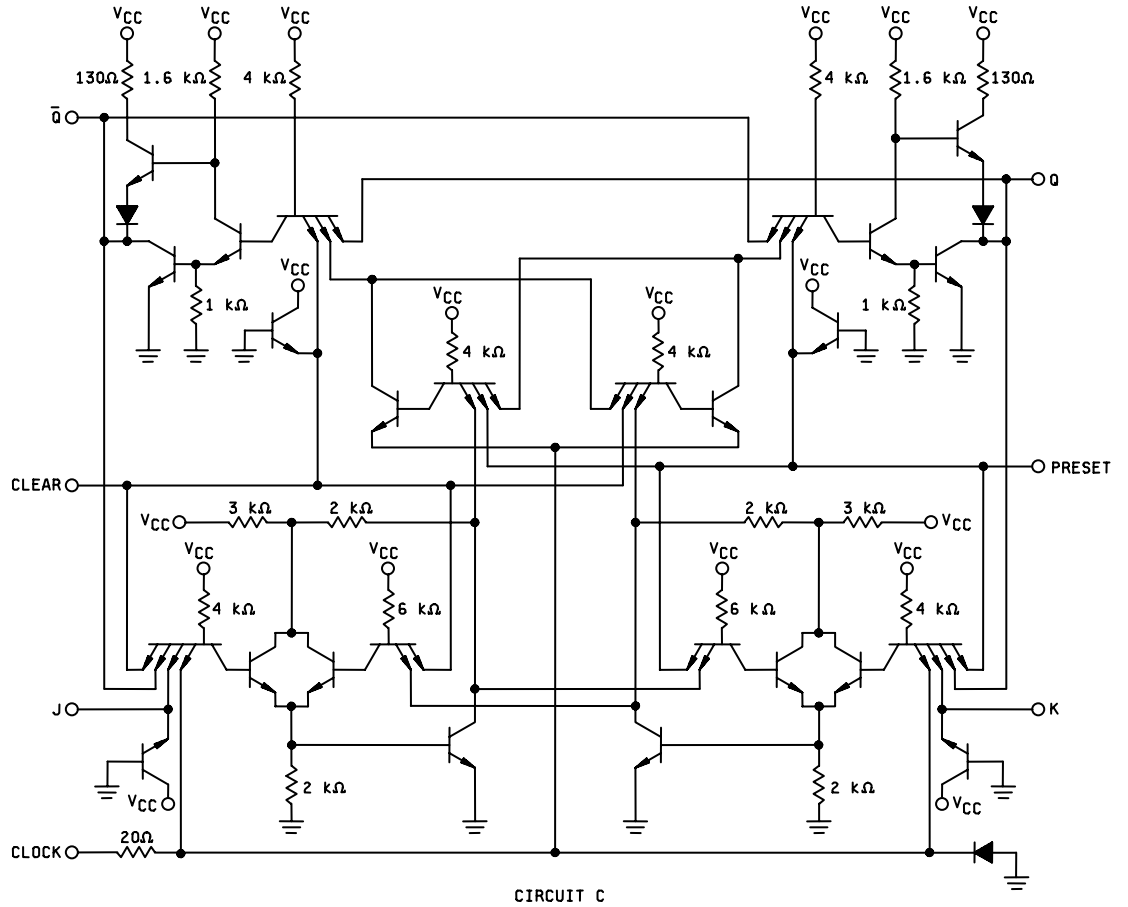 VCC VCC VCC VCC VCC VCC
130Ω 1.6 kΩ 4 kΩ 4 kΩ 1.6 kΩ 130Ω
Q̅
Q
VCC VCC
VCC VCC
1 kΩ 1 kΩ
4 kΩ 4 kΩ
PRESET
CLEAR
3 kΩ 2 kΩ 2 kΩ 3 kΩ
VCC VCC
VCC VCC VCC VCC
4 kΩ 6 kΩ 6 kΩ 4 kΩ
J K
2 kΩ 2 kΩ
VCC VCC
20Ω
CLOCK
CIRCUIT C